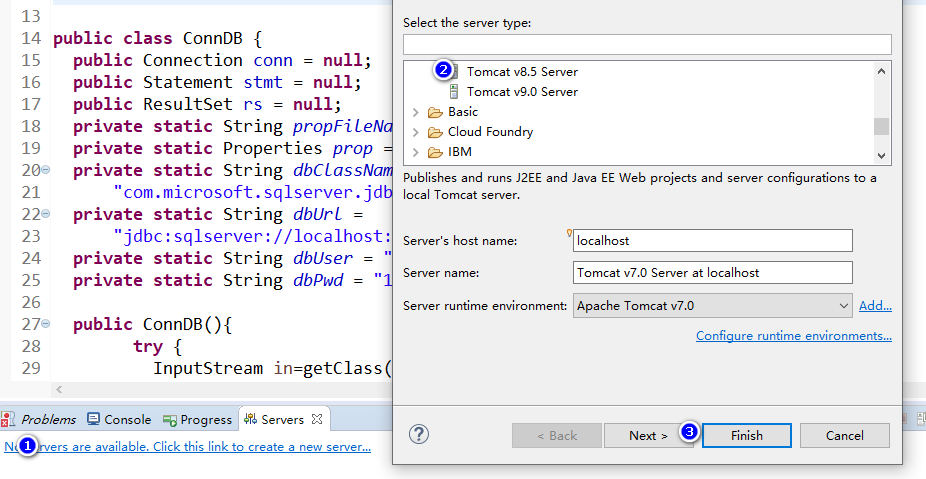 13
14 public class ConnDB {
15 public Connection conn = null;
16 public Statement stmt = null;
17 public ResultSet rs = null;
18 private static String propFileNa
19 private static Properties prop =
20 private static String dbClassNam
21 "com.microsoft.sqlserver.jdb
22 private static String dbUrl =
23 "jdbc:sqlserver://localhost:
24 private static String dbUser = "
25 private static String dbPwd = "1
26
27 public ConnDB(){
28 try {
29 InputStream in=getClass(
Problems Console Progress Servers
1
servers are available. Click this link to create a new server...
Select the server type:
2 Tomcat v8.5 Server
Tomcat v9.0 Server
Basic
Cloud Foundry
IBM
Publishes and runs J2EE and Java EE Web projects and server configurations to a
local Tomcat server.
Server's host name: localhost
Server name: Tomcat v7.0 Server at localhost
Server runtime environment: Apache Tomcat v7.0 Add...
Configure runtime environments...
? < Back Next > 3 Finish Cancel